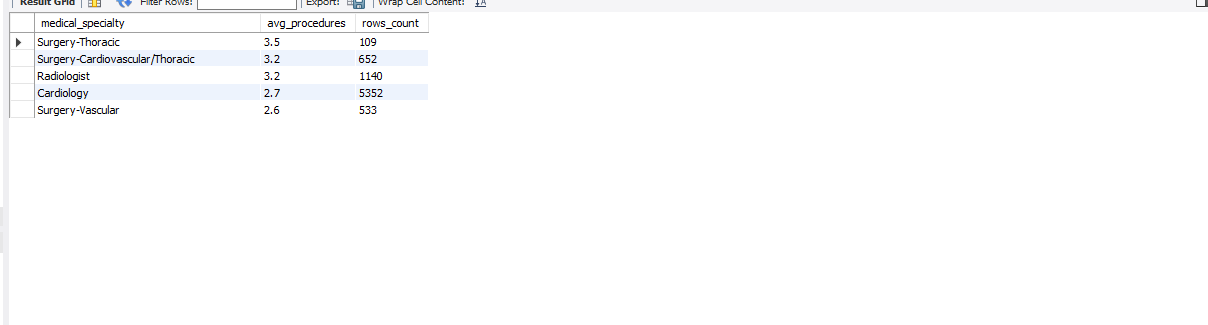 Result Grid Filter Rows: Export: Wrap Cell Content:
medical_specialty avg_procedures rows_count
Surgery-Thoracic 3.5 109
Surgery-Cardiovascular/Thoracic 3.2 652
Radiologist 3.2 1140
Cardiology 2.7 5352
Surgery-Vascular 2.6 533